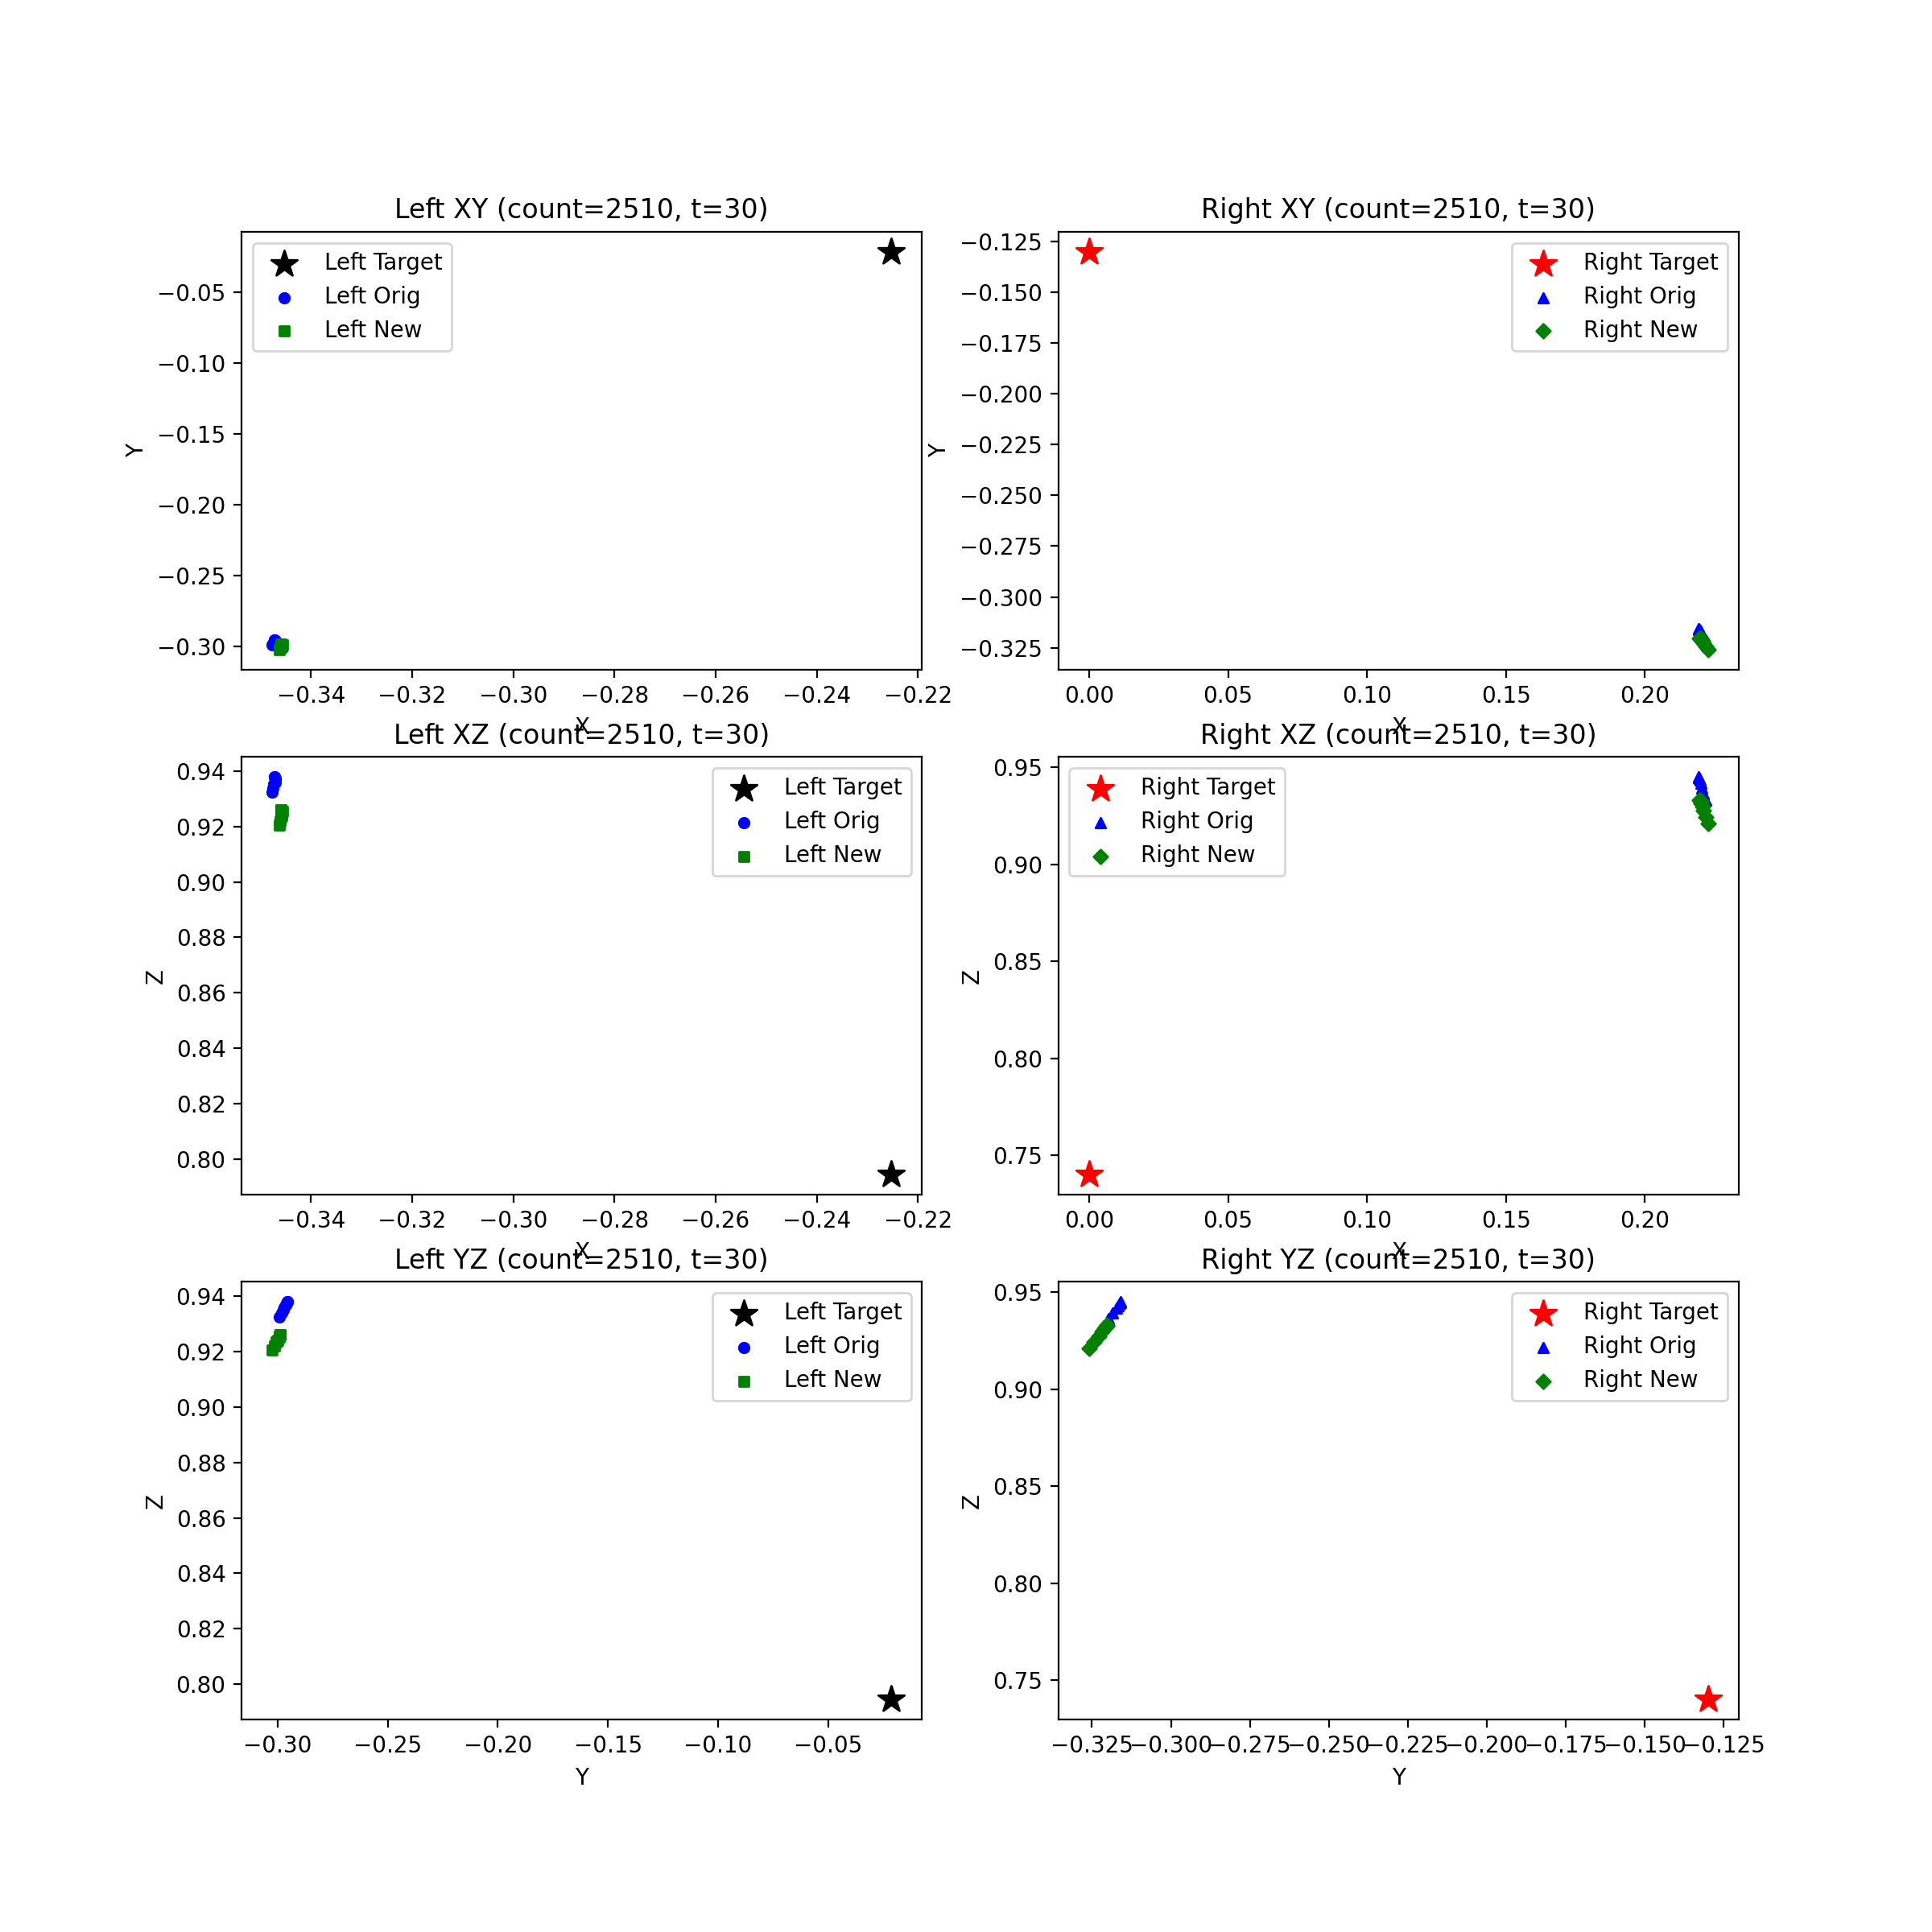 Left XY (count=2510, t=30)
Left Target
Left Orig
Left New
Y
−0.05
−0.10
−0.15
−0.20
−0.25
−0.30
−0.34 −0.32 −0.30 −0.28 −0.26 −0.24 −0.22
X
Right XY (count=2510, t=30)
Right Target
Right Orig
Right New
Y
−0.125
−0.150
−0.175
−0.200
−0.225
−0.250
−0.275
−0.300
−0.325
0.00 0.05 0.10 0.15 0.20
X
Left XZ (count=2510, t=30)
Left Target
Left Orig
Left New
Z
0.94
0.92
0.90
0.88
0.86
0.84
0.82
0.80
−0.34 −0.32 −0.30 −0.28 −0.26 −0.24 −0.22
X
Right XZ (count=2510, t=30)
Right Target
Right Orig
Right New
Z
0.95
0.90
0.85
0.80
0.75
0.00 0.05 0.10 0.15 0.20
X
Left YZ (count=2510, t=30)
Left Target
Left Orig
Left New
Z
0.94
0.92
0.90
0.88
0.86
0.84
0.82
0.80
−0.30 −0.25 −0.20 −0.15 −0.10 −0.05
Y
Right YZ (count=2510, t=30)
Right Target
Right Orig
Right New
Z
0.95
0.90
0.85
0.80
0.75
−0.325 −0.300 −0.275 −0.250 −0.225 −0.200 −0.175 −0.150 −0.125
Y